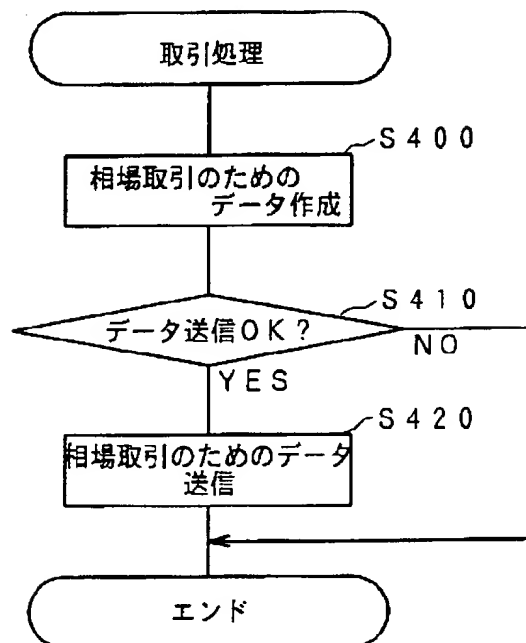 取引処理
S400
相場取引のための
データ作成
S410
データ送信OK?
NO
YES
S420
相場取引のためのデータ
送信
エンド